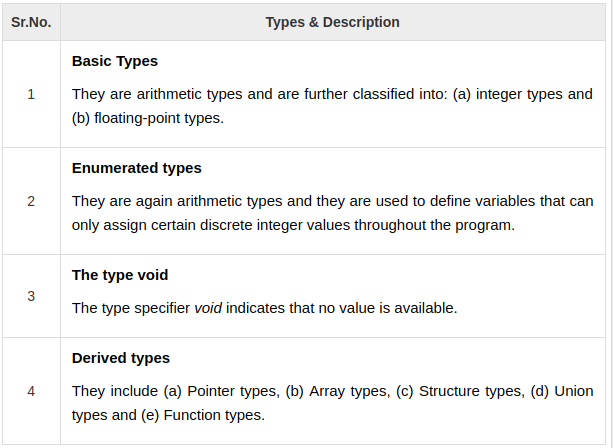 Sr.No. Types & Description
Basic Types
1
They are arithmetic types and are further classified into: (a) integer types and
(b) floating-point types.
Enumerated types
2
They are again arithmetic types and they are used to define variables that can
only assign certain discrete integer values throughout the program.
The type void
3
The type specifier void indicates that no value is available.
Derived types
4
They include (a) Pointer types, (b) Array types, (c) Structure types, (d) Union
types and (e) Function types.